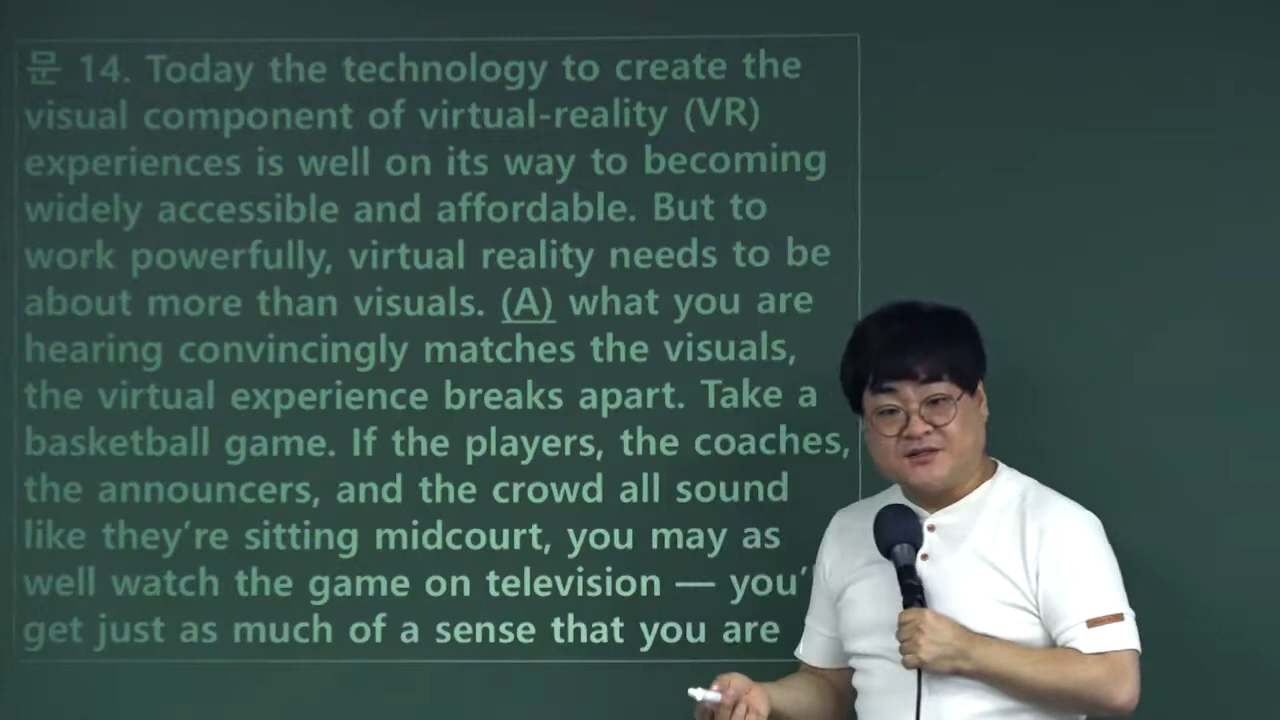 문 14. Today the technology to create the
visual component of virtual-reality (VR)
experiences is well on its way to becoming
widely accessible and affordable. But to
work powerfully, virtual reality needs to be
about more than visuals. (A) what you are
hearing convincingly matches the visuals,
the virtual experience breaks apart. Take a
basketball game. If the players, the coaches,
the announcers, and the crowd all sound
like they're sitting midcourt, you may as
well watch the game on television — 
get just as much of a sense that you are